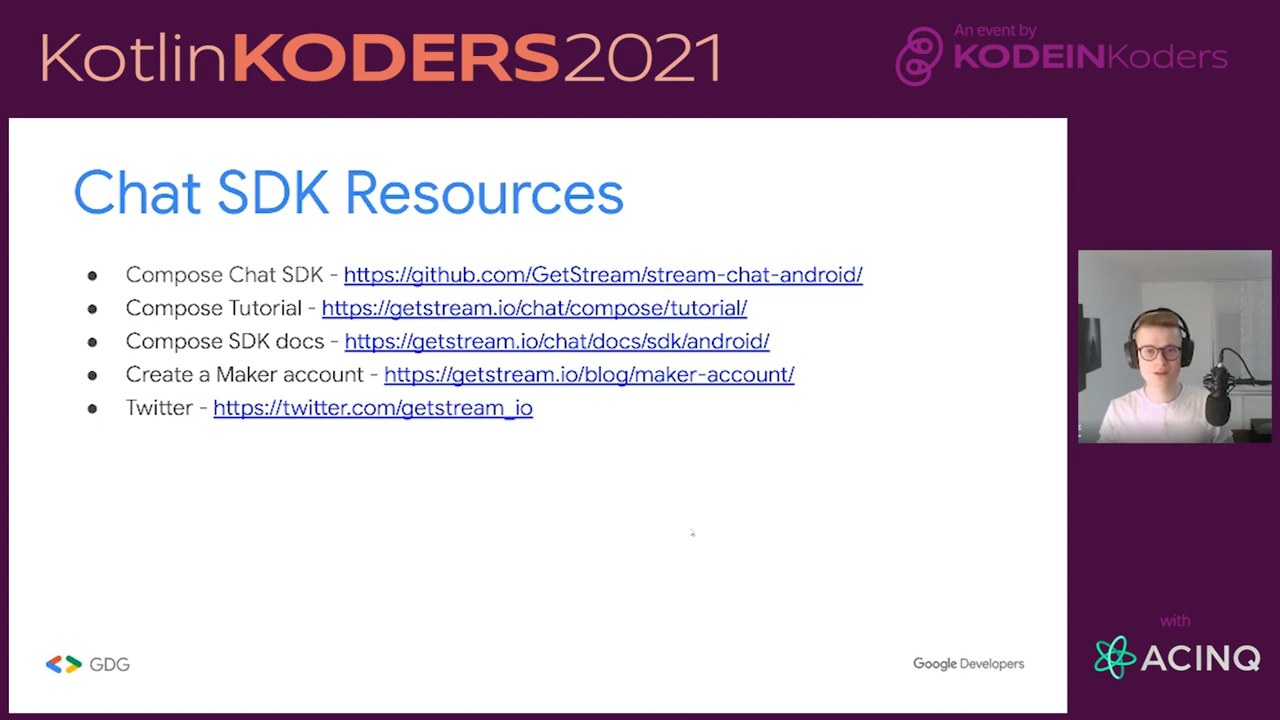 KotlinKODERS2021
An event by
KODEINKoders
Chat SDK Resources
● Compose Chat SDK - https://github.com/GetStream/stream-chat-android/
● Compose Tutorial - https://getstream.io/chat/compose/tutorial/
● Compose SDK docs - https://getstream.io/chat/docs/sdk/android/
● Create a Maker account - https://getstream.io/blog/maker-account/
● Twitter - https://twitter.com/getstream_io
GDG
Google Developers
with
ACINQ